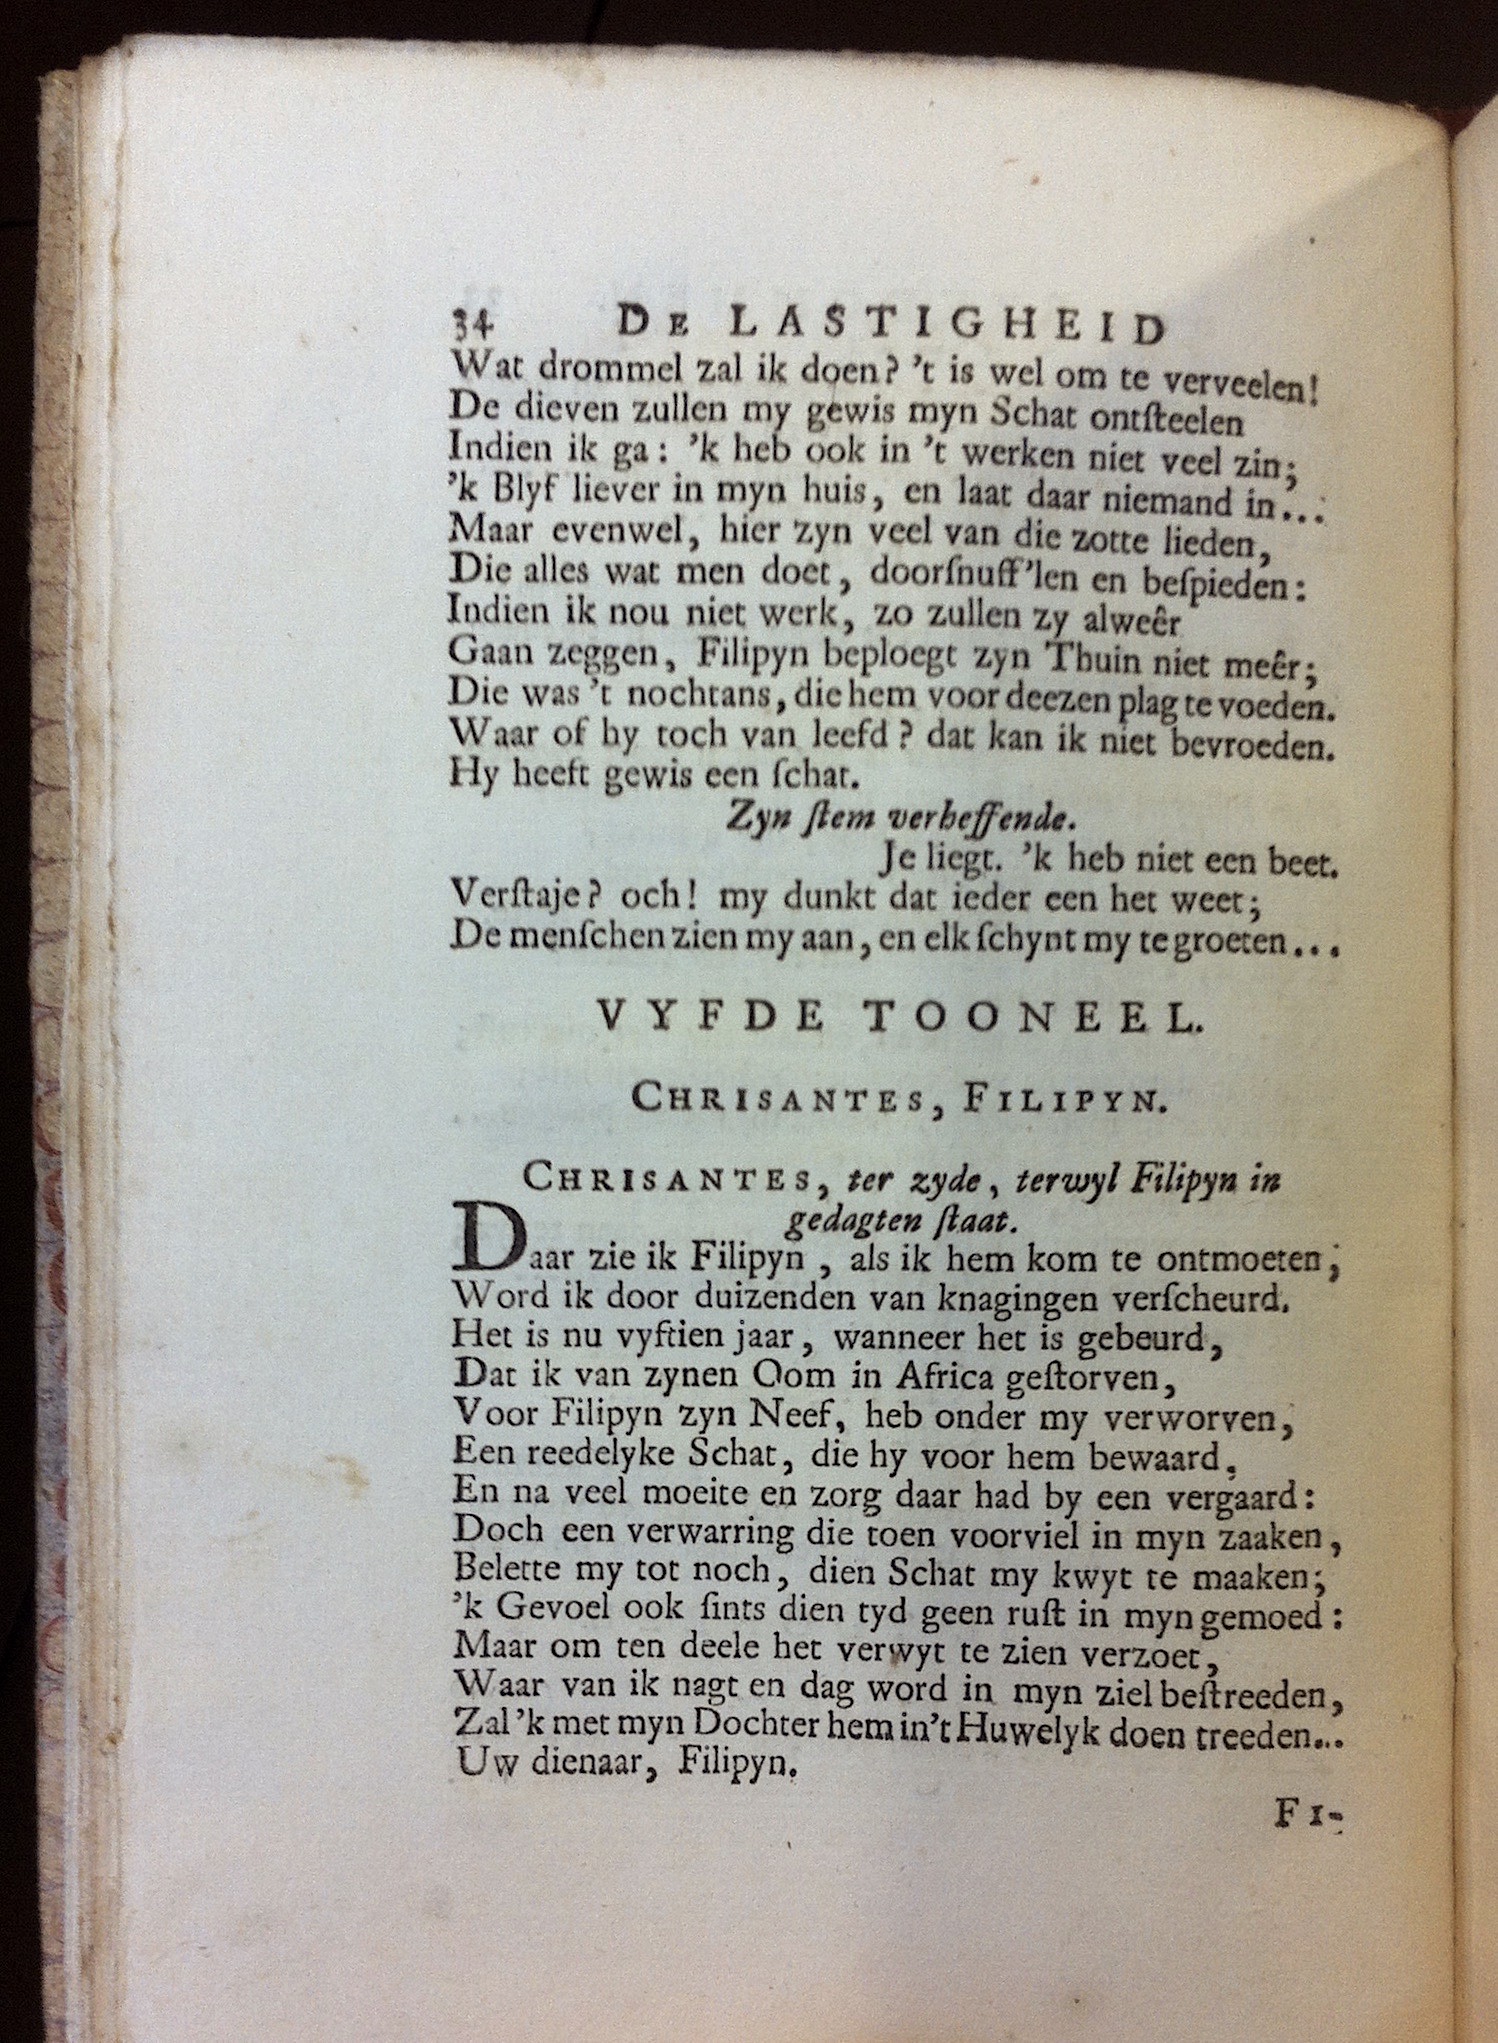 34 DE LASTIGHEID
Wat drommel zal ik doen? 't is wel om te verveelen!
De dieven zullen my gewis myn Schat ontſteelen
Indien ik ga: 'k heb ook in 't werken niet veel zin;
'k Blyf liever in myn huis, en laat daar niemand in...
Maar evenwel, hier zyn veel van die zotte lieden,
Die alles wat men doet, doorſnuff'len en beſpieden:
Indien ik nou niet werk, zo zullen zy alweêr
Gaan zeggen, Filipyn beploegt zyn Thuin niet meêr;
Die was 't nochtans, die hem voor deezen plag te voeden.
Waar of hy toch van leefd? dat kan ik niet bevroeden.
Hy heeft gewis een ſchat.
Zyn ſtem verheffende.
Je liegt. 'k heb niet een beet.
Verſtaje? och! my dunkt dat ieder een het weet;
De menſchen zien my aan, en elk ſchynt my te groeten...
VYFDE TOONEEL.
CHRISANTES, FILIPYN.
CHRISANTES, ter zyde, terwyl Filipyn in
gedagten ſtaat.
Daar zie ik Filipyn, als ik hem kom te ontmoeten;
Word ik door duizenden van knagingen verſcheurd.
Het is nu vyftien jaar, wanneer het is gebeurd,
Dat ik van zynen Oom in Africa geſtorven,
Voor Filipyn zyn Neef, heb onder my verworven,
Een reedelyke Schat, die hy voor hem bewaard,
En na veel moeite en zorg daar had by een vergaard:
Doch een verwarring die toen voorviel in myn zaaken,
Belette my tot noch, dien Schat my kwyt te maaken;
'k Gevoel ook ſints dien tyd geen ruſt in myn gemoed:
Maar om ten deele het verwyt te zien verzoet,
Waar van ik nagt en dag word in myn ziel beſtreeden,
Zal 'k met myn Dochter hem in 't Huwelyk doen treeden...
Uw dienaar, Filipyn.
FI-